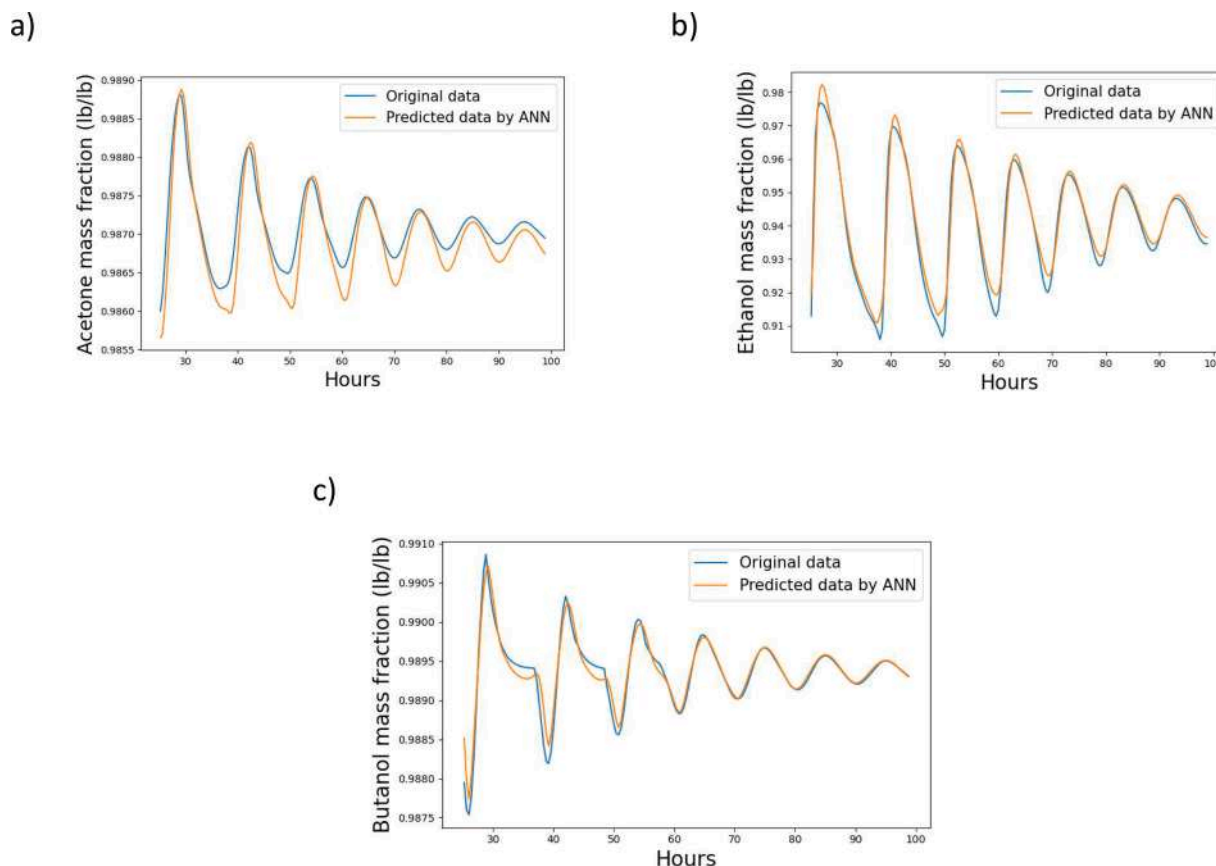 a)
Acetone mass fraction (lb/lb)
0.9890
0.9885
0.9880
0.9875
0.9870
0.9865
0.9860
0.9855
Original data
Predicted data by ANN
30 40 50 60 70 80 90 100
Hours
b)
Ethanol mass fraction (lb/lb)
0.98
0.97
0.96
0.95
0.94
0.93
0.92
0.91
Original data
Predicted data by ANN
30 40 50 60 70 80 90 100
Hours
c)
Butanol mass fraction (lb/lb)
0.9910
0.9905
0.9900
0.9895
0.9890
0.9885
0.9880
0.9875
Original data
Predicted data by ANN
30 40 50 60 70 80 90 100
Hours